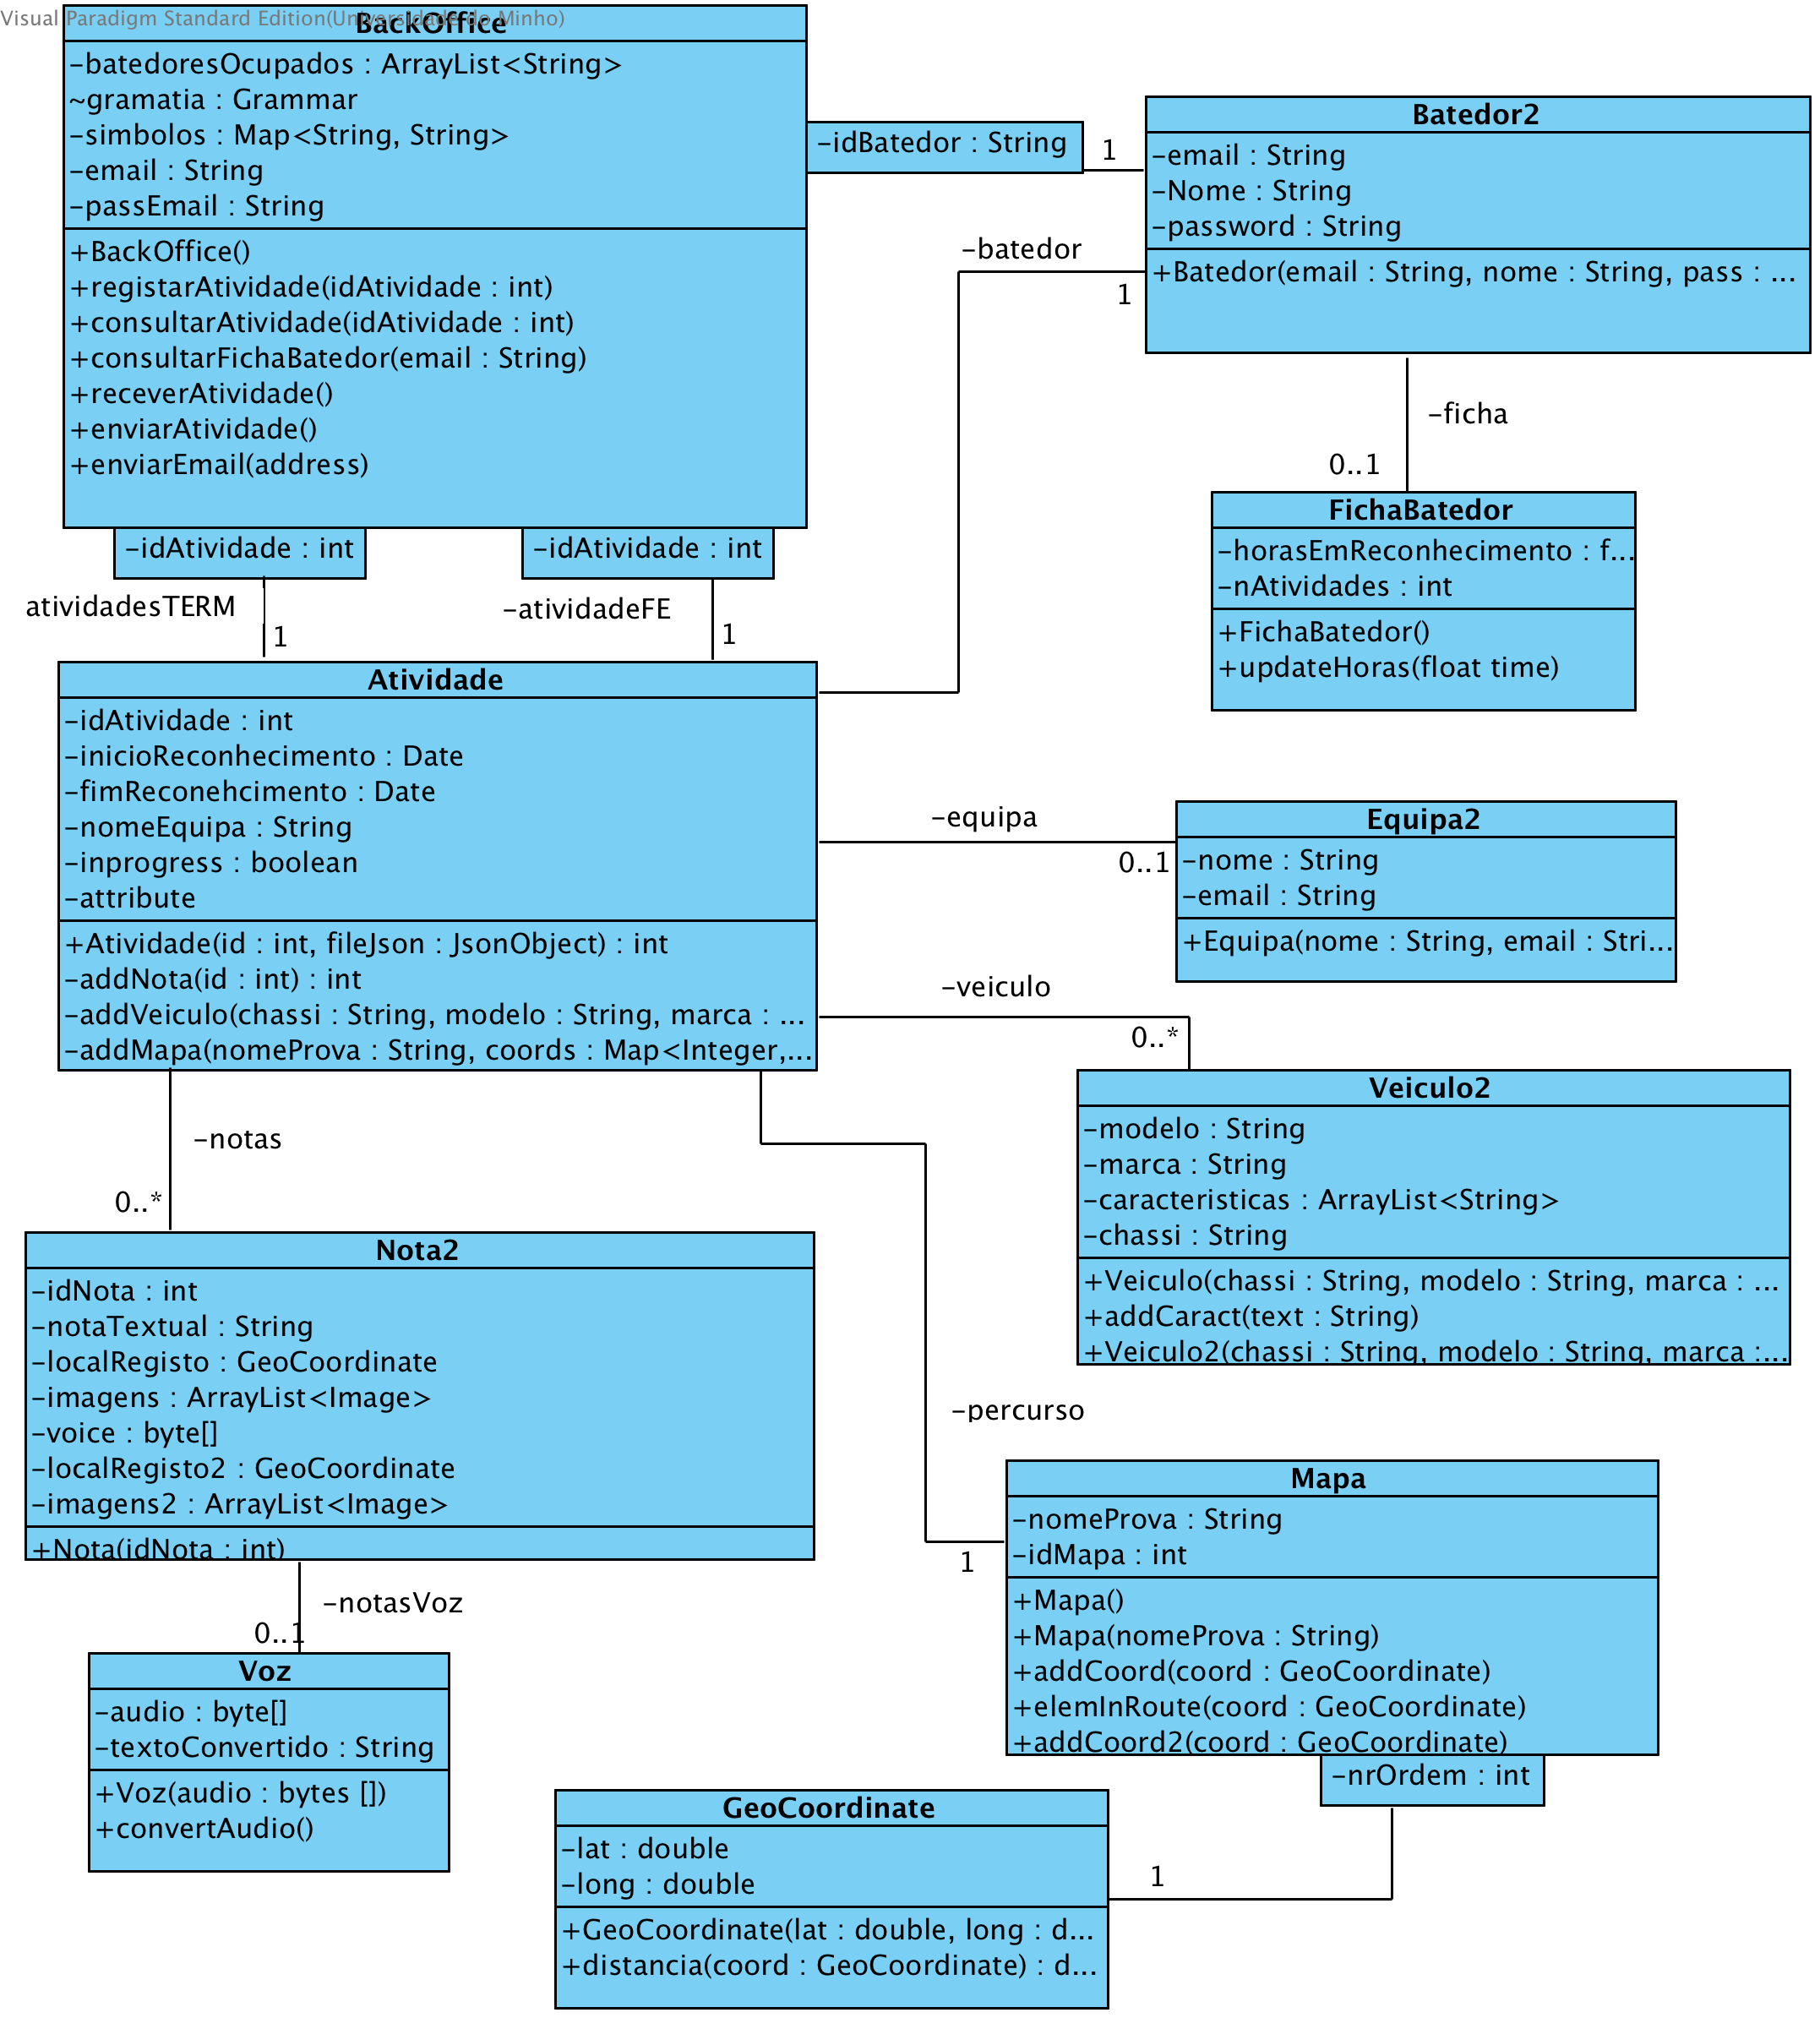 Visual Paradigm Standard Edition(Universidade do Minho)
BackOffice
-batedoresOcupados : ArrayList<String>
~gramatia : Grammar
-simbolos : Map<String, String>
-email : String
-passEmail : String
+BackOffice()
+registarAtividade(idAtividade : int)
+consultarAtividade(idAtividade : int)
+consultarFichaBatedor(email : String)
+receverAtividade()
+enviarAtividade()
+enviarEmail(address)
-idBatedor : String
1
Batedor2
-email : String
-Nome : String
-password : String
+Batedor(email : String, nome : String, pass : ...
-batedor
1
-ficha
0..1
FichaBatedor
-horasEmReconhecimento : f...
-nAtividades : int
+FichaBatedor()
+updateHoras(float time)
-idAtividade : int
-idAtividade : int
atividadesTERM
1
-atividadeFE
1
Atividade
-idAtividade : int
-inicioReconhecimento : Date
-fimReconehcimento : Date
-nomeEquipa : String
-inprogress : boolean
-attribute
+Atividade(id : int, fileJson : JsonObject) : int
-addNota(id : int) : int
-addVeiculo(chassi : String, modelo : String, marca : ...
-addMapa(nomeProva : String, coords : Map<Integer,...
-equipa
0..1
Equipa2
-nome : String
-email : String
+Equipa(nome : String, email : Stri...
-veiculo
0..*
Veiculo2
-modelo : String
-marca : String
-caracteristicas : ArrayList<String>
-chassi : String
+Veiculo(chassi : String, modelo : String, marca : ...
+addCaract(text : String)
+Veiculo2(chassi : String, modelo : String, marca :...
-notas
0..*
Nota2
-idNota : int
-notaTextual : String
-localRegisto : GeoCoordinate
-imagens : ArrayList<Image>
-voice : byte[]
-localRegisto2 : GeoCoordinate
-imagens2 : ArrayList<Image>
+Nota(idNota : int)
-percurso
1
Mapa
-nomeProva : String
-idMapa : int
+Mapa()
+Mapa(nomeProva : String)
+addCoord(coord : GeoCoordinate)
+elemInRoute(coord : GeoCoordinate)
+addCoord2(coord : GeoCoordinate)
-nrOrdem : int
-notasVoz
0..1
Voz
-audio : byte[]
-textoConvertido : String
+Voz(audio : bytes [])
+convertAudio()
1
GeoCoordinate
-lat : double
-long : double
+GeoCoordinate(lat : double, long : d...
+distancia(coord : GeoCoordinate) : d...